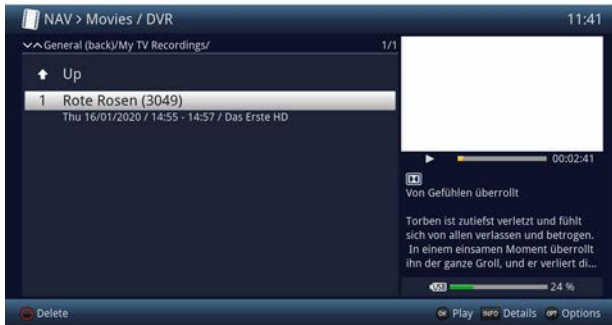 NAV > Movies / DVR
11:41
General (back)/My TV Recordings/
1/1
Up
1 Rote Rosen (3049)
Thu 16/01/2020 / 14:55 - 14:57 / Das Erste HD
00:02:41
Von Gefühlen überrollt
Torben ist zutiefst verletzt und fühlt
sich von allen verlassen und betrogen.
In einem einsamen Moment überrollt
ihn der ganze Groll, und er verliert di...
USB
24 %
Delete
OK Play INFO Details OPT Options